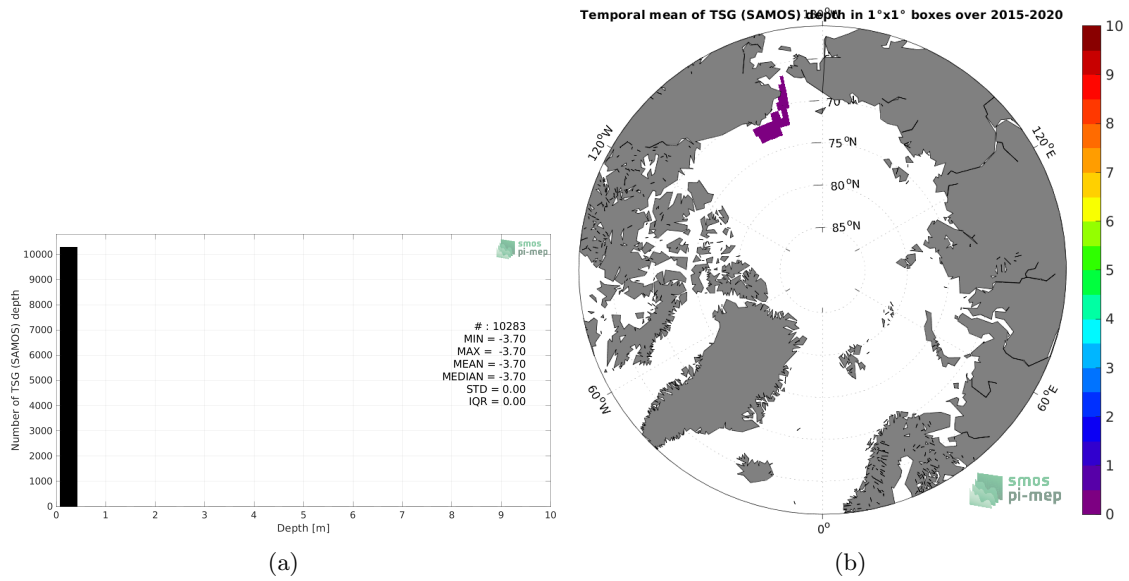 Temporal mean of TSG (SAMOS) depth in 1°x1° boxes over 2015-2020
10000
9000
8000
7000
6000
5000
4000
3000
2000
1000
0
Number of TSG (SAMOS) depth
smos
pi-mep
# : 10283
MIN = -3.70
MAX = -3.70
MEAN = -3.70
MEDIAN = -3.70
STD = 0.00
IQR = 0.00
0 1 2 3 4 5 6 7 8 9 10
Depth [m]
(a)
180°W
120°W
120°E
75°N
80°N
85°N
60°W
60°E
0°
smos
pi-mep
10
9
8
7
6
5
4
3
2
1
0
(b)